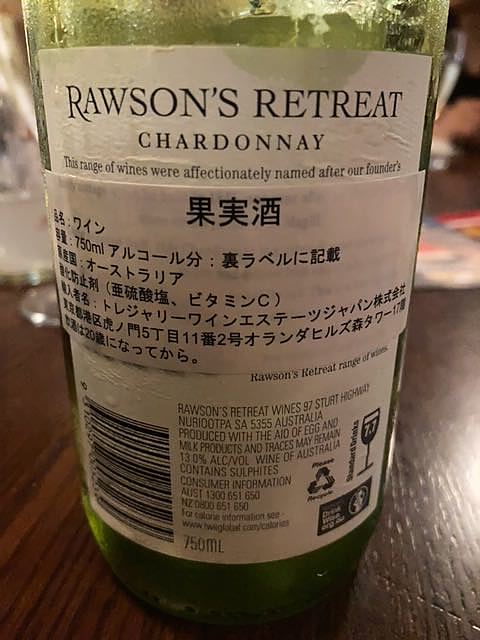 RAWSON'S RETREAT
CHARDONNAY
This range of wines were affectionately named after our founder's
果実酒
品名：ワイン
容量：750ml アルコール分：裏ラベルに記載
原産国：オーストラリア
酸化防止剤（亜硫酸塩、ビタミンC）
輸入者名：トレジャリーワインエステーツジャパン株式会社
東京都港区虎ノ門5丁目11番2号オランダヒルズ森タワー17階
お酒は20歳になってから。
Rawson's Retreat range of wines.
RAWSON'S RETREAT WINES 97 STURT HIGHWAY
NURIOOTPA SA 5355 AUSTRALIA
PRODUCED WITH THE AID OF EGG AND
MILK PRODUCTS AND TRACES MAY REMAIN
13.0% ALC/VOL WINE OF AUSTRALIA
CONTAINS SULPHITES
CONSUMER INFORMATION
AUST 1300 651 650
NZ 0800 651 650
For calorie information see -
www.tweglobal.com/calories
750ML
Please
Recycle
7.7
Standard Drinks
Drink
Wise
.org.au